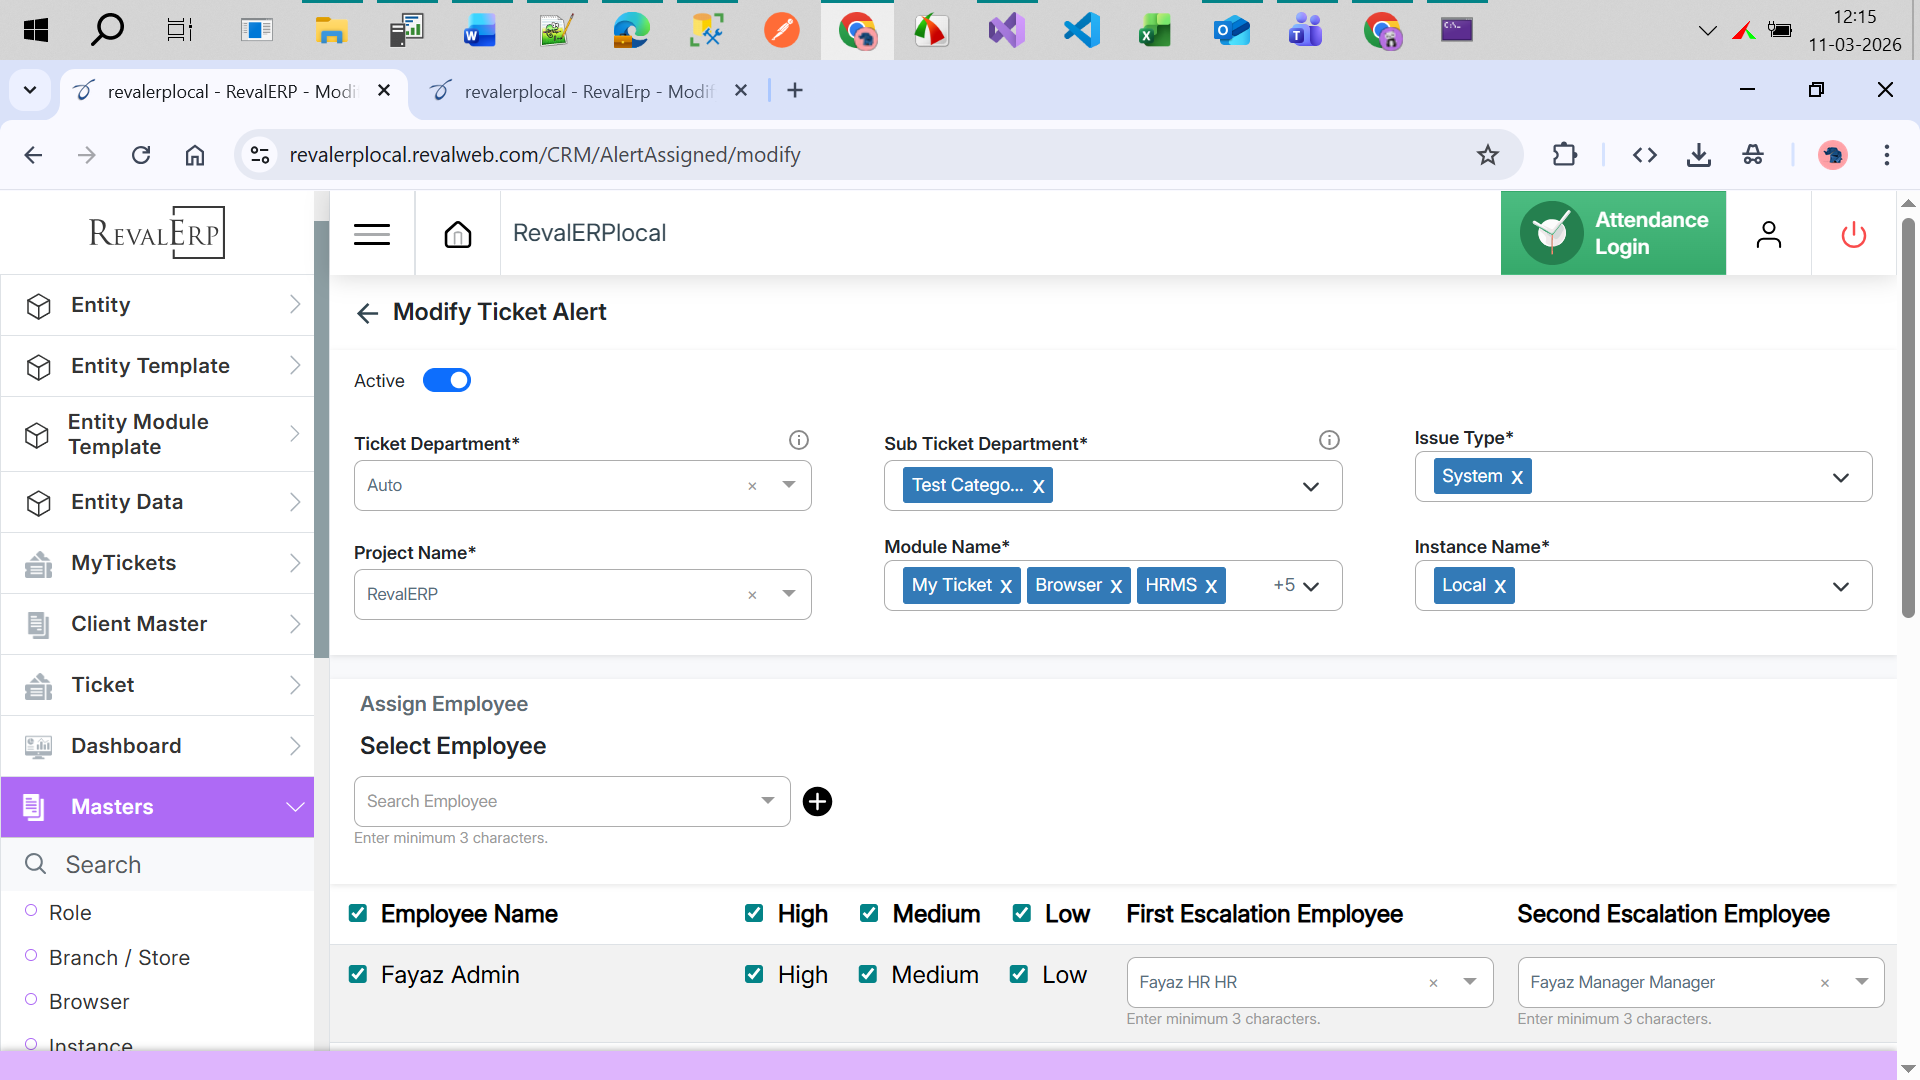 12:15
11-03-2026
revalerplocal - RevalERP - Modi
revalerplocal - RevalErp - Modif
revalerplocal.revalweb.com/CRM/AlertAssigned/modify
REVALERP
RevalERPlocal
Attendance
Login
Entity
Entity Template
Entity Module
Template
Entity Data
MyTickets
Client Master
Ticket
Dashboard
Masters
Search
Role
Branch / Store
Browser
Instance
Modify Ticket Alert
Active
Ticket Department*
Auto
Sub Ticket Department*
Test Catego... X
Issue Type*
System X
Project Name*
RevalERP
Module Name*
My Ticket X Browser X HRMS X +5
Instance Name*
Local X
Assign Employee
Select Employee
Search Employee
Enter minimum 3 characters.
Employee Name High Medium Low First Escalation Employee Second Escalation Employee
Fayaz Admin High Medium Low Fayaz HR HR Fayaz Manager Manager
Enter minimum 3 characters. Enter minimum 3 characters.